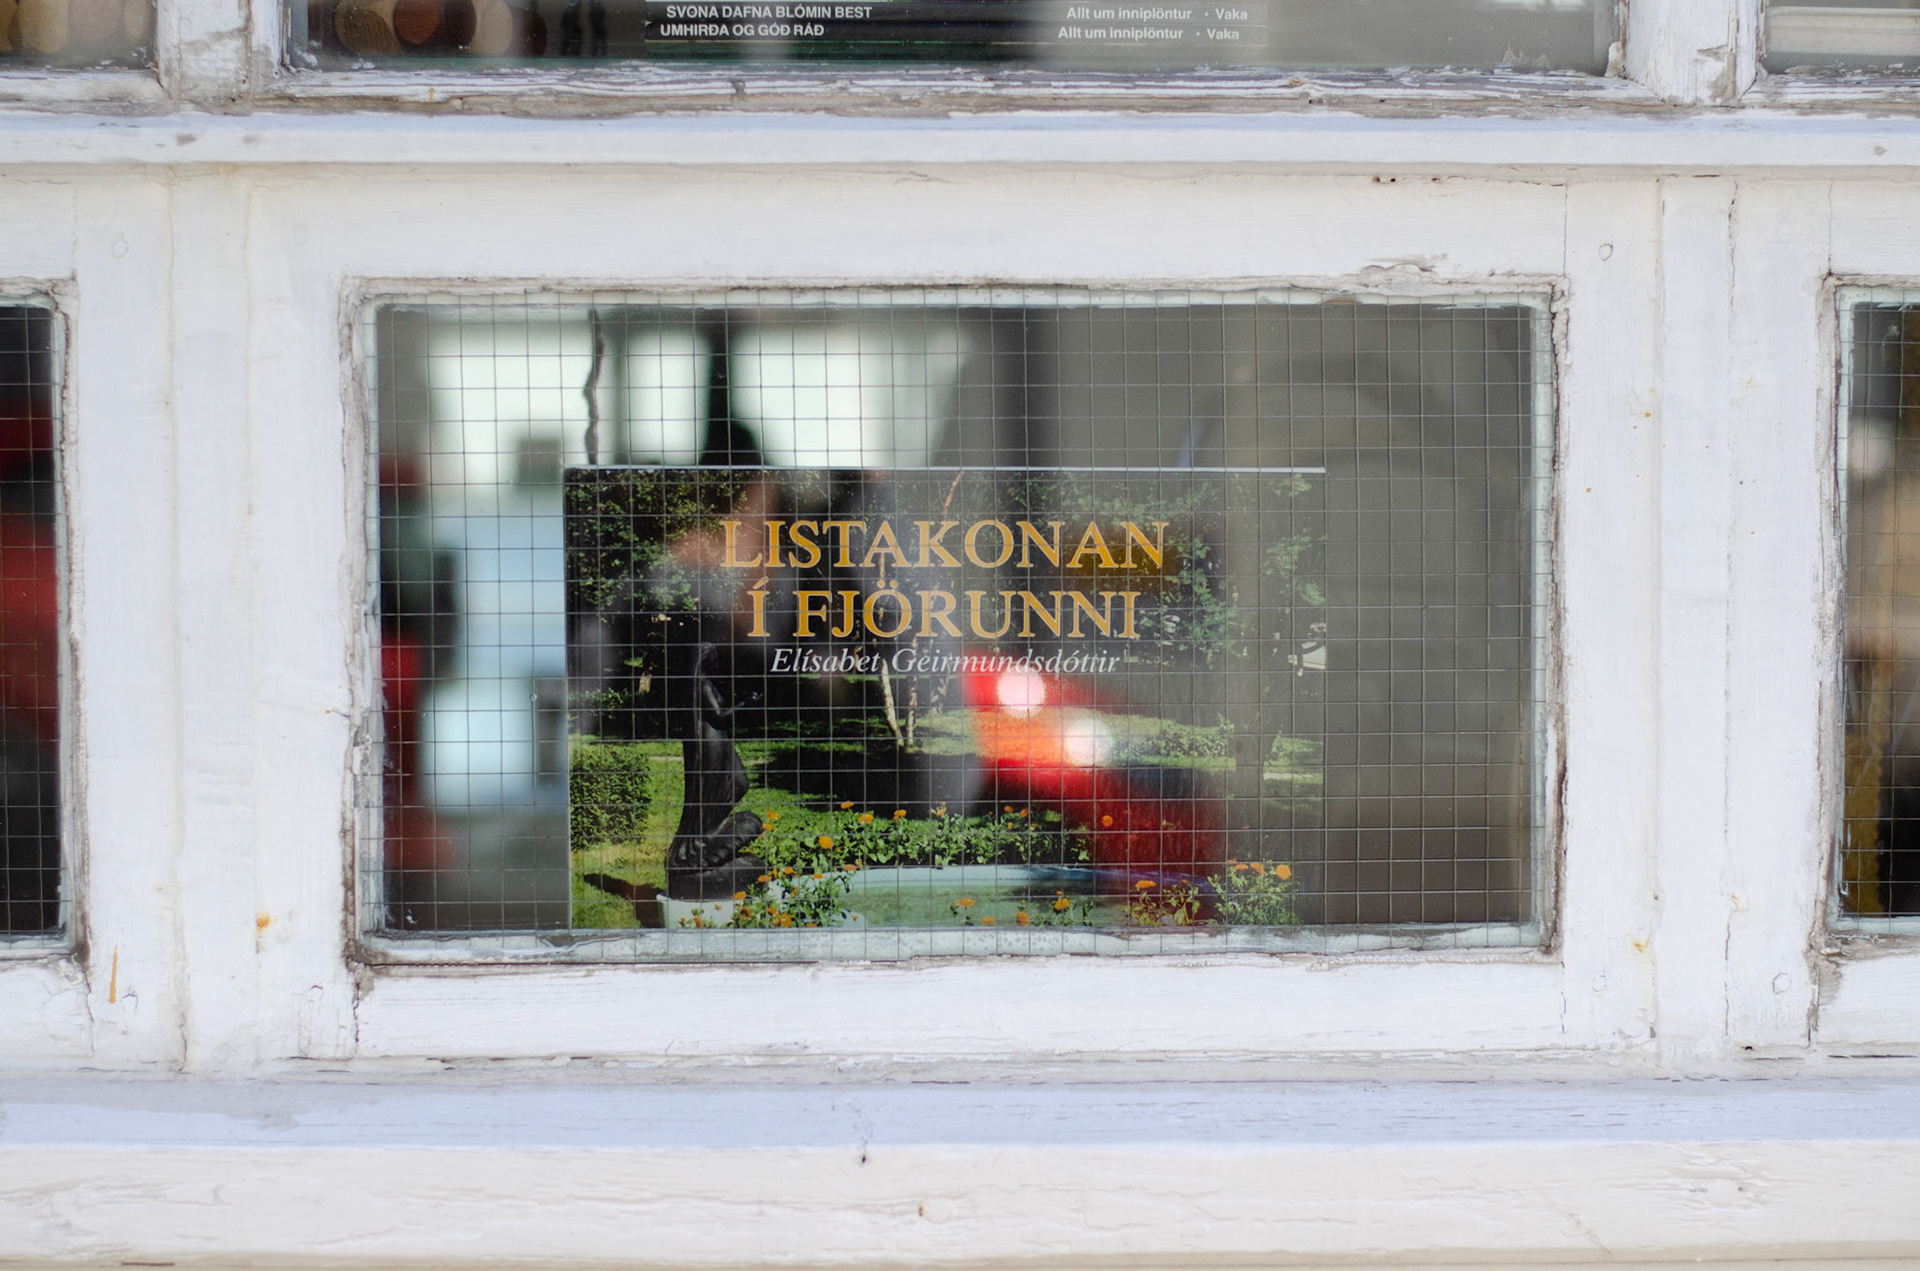 SVONA DAFNA BLÓMIN BEST
UMHIRÐA OG GÓÐ RÁÐ
Allt um inniplöntur · Vaka
Allt um inniplöntur · Vaka
LISTAKONAN
Í FJÖRUNNI
Elísabet Geirmundsdóttir